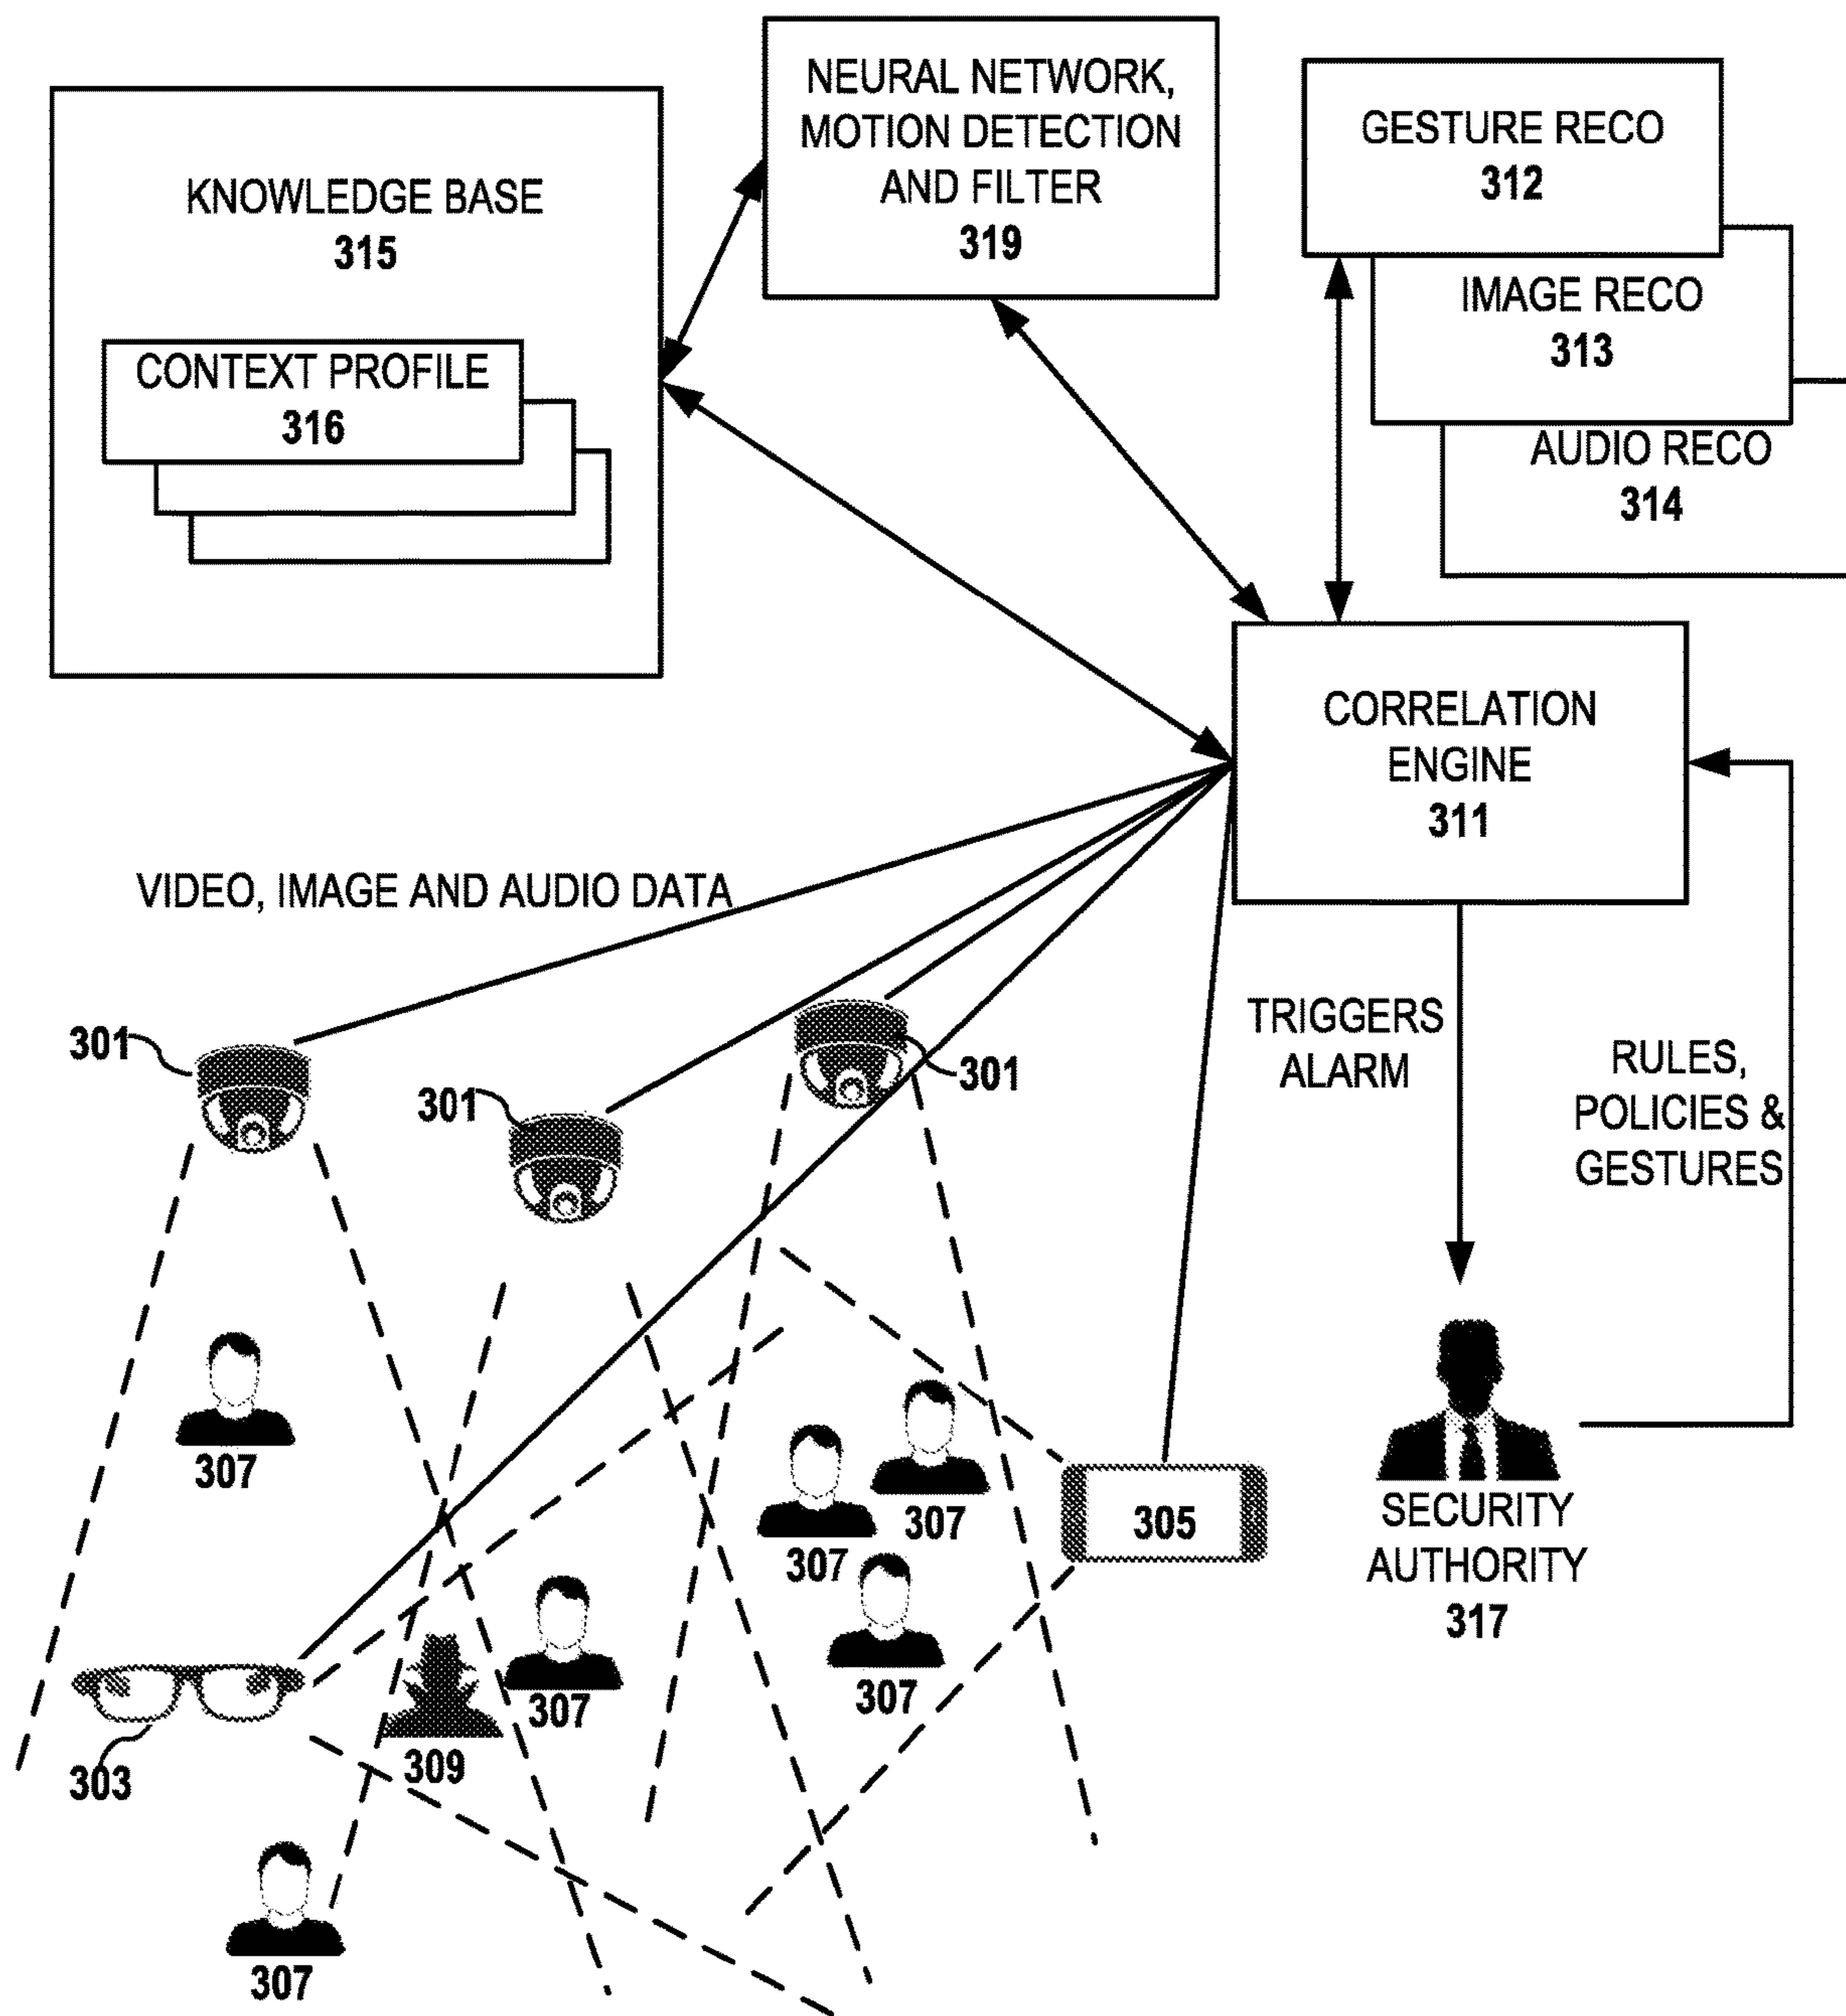 NEURAL NETWORK,
MOTION DETECTION
AND FILTER
319
GESTURE RECO
312
IMAGE RECO
313
AUDIO RECO
314
KNOWLEDGE BASE
315
CONTEXT PROFILE
316
CORRELATION
ENGINE
311
VIDEO, IMAGE AND AUDIO DATA
301
301
301
TRIGGERS
ALARM
RULES,
POLICIES &
GESTURES
307
307
307
305
SECURITY
AUTHORITY
317
307
307
309
303
307